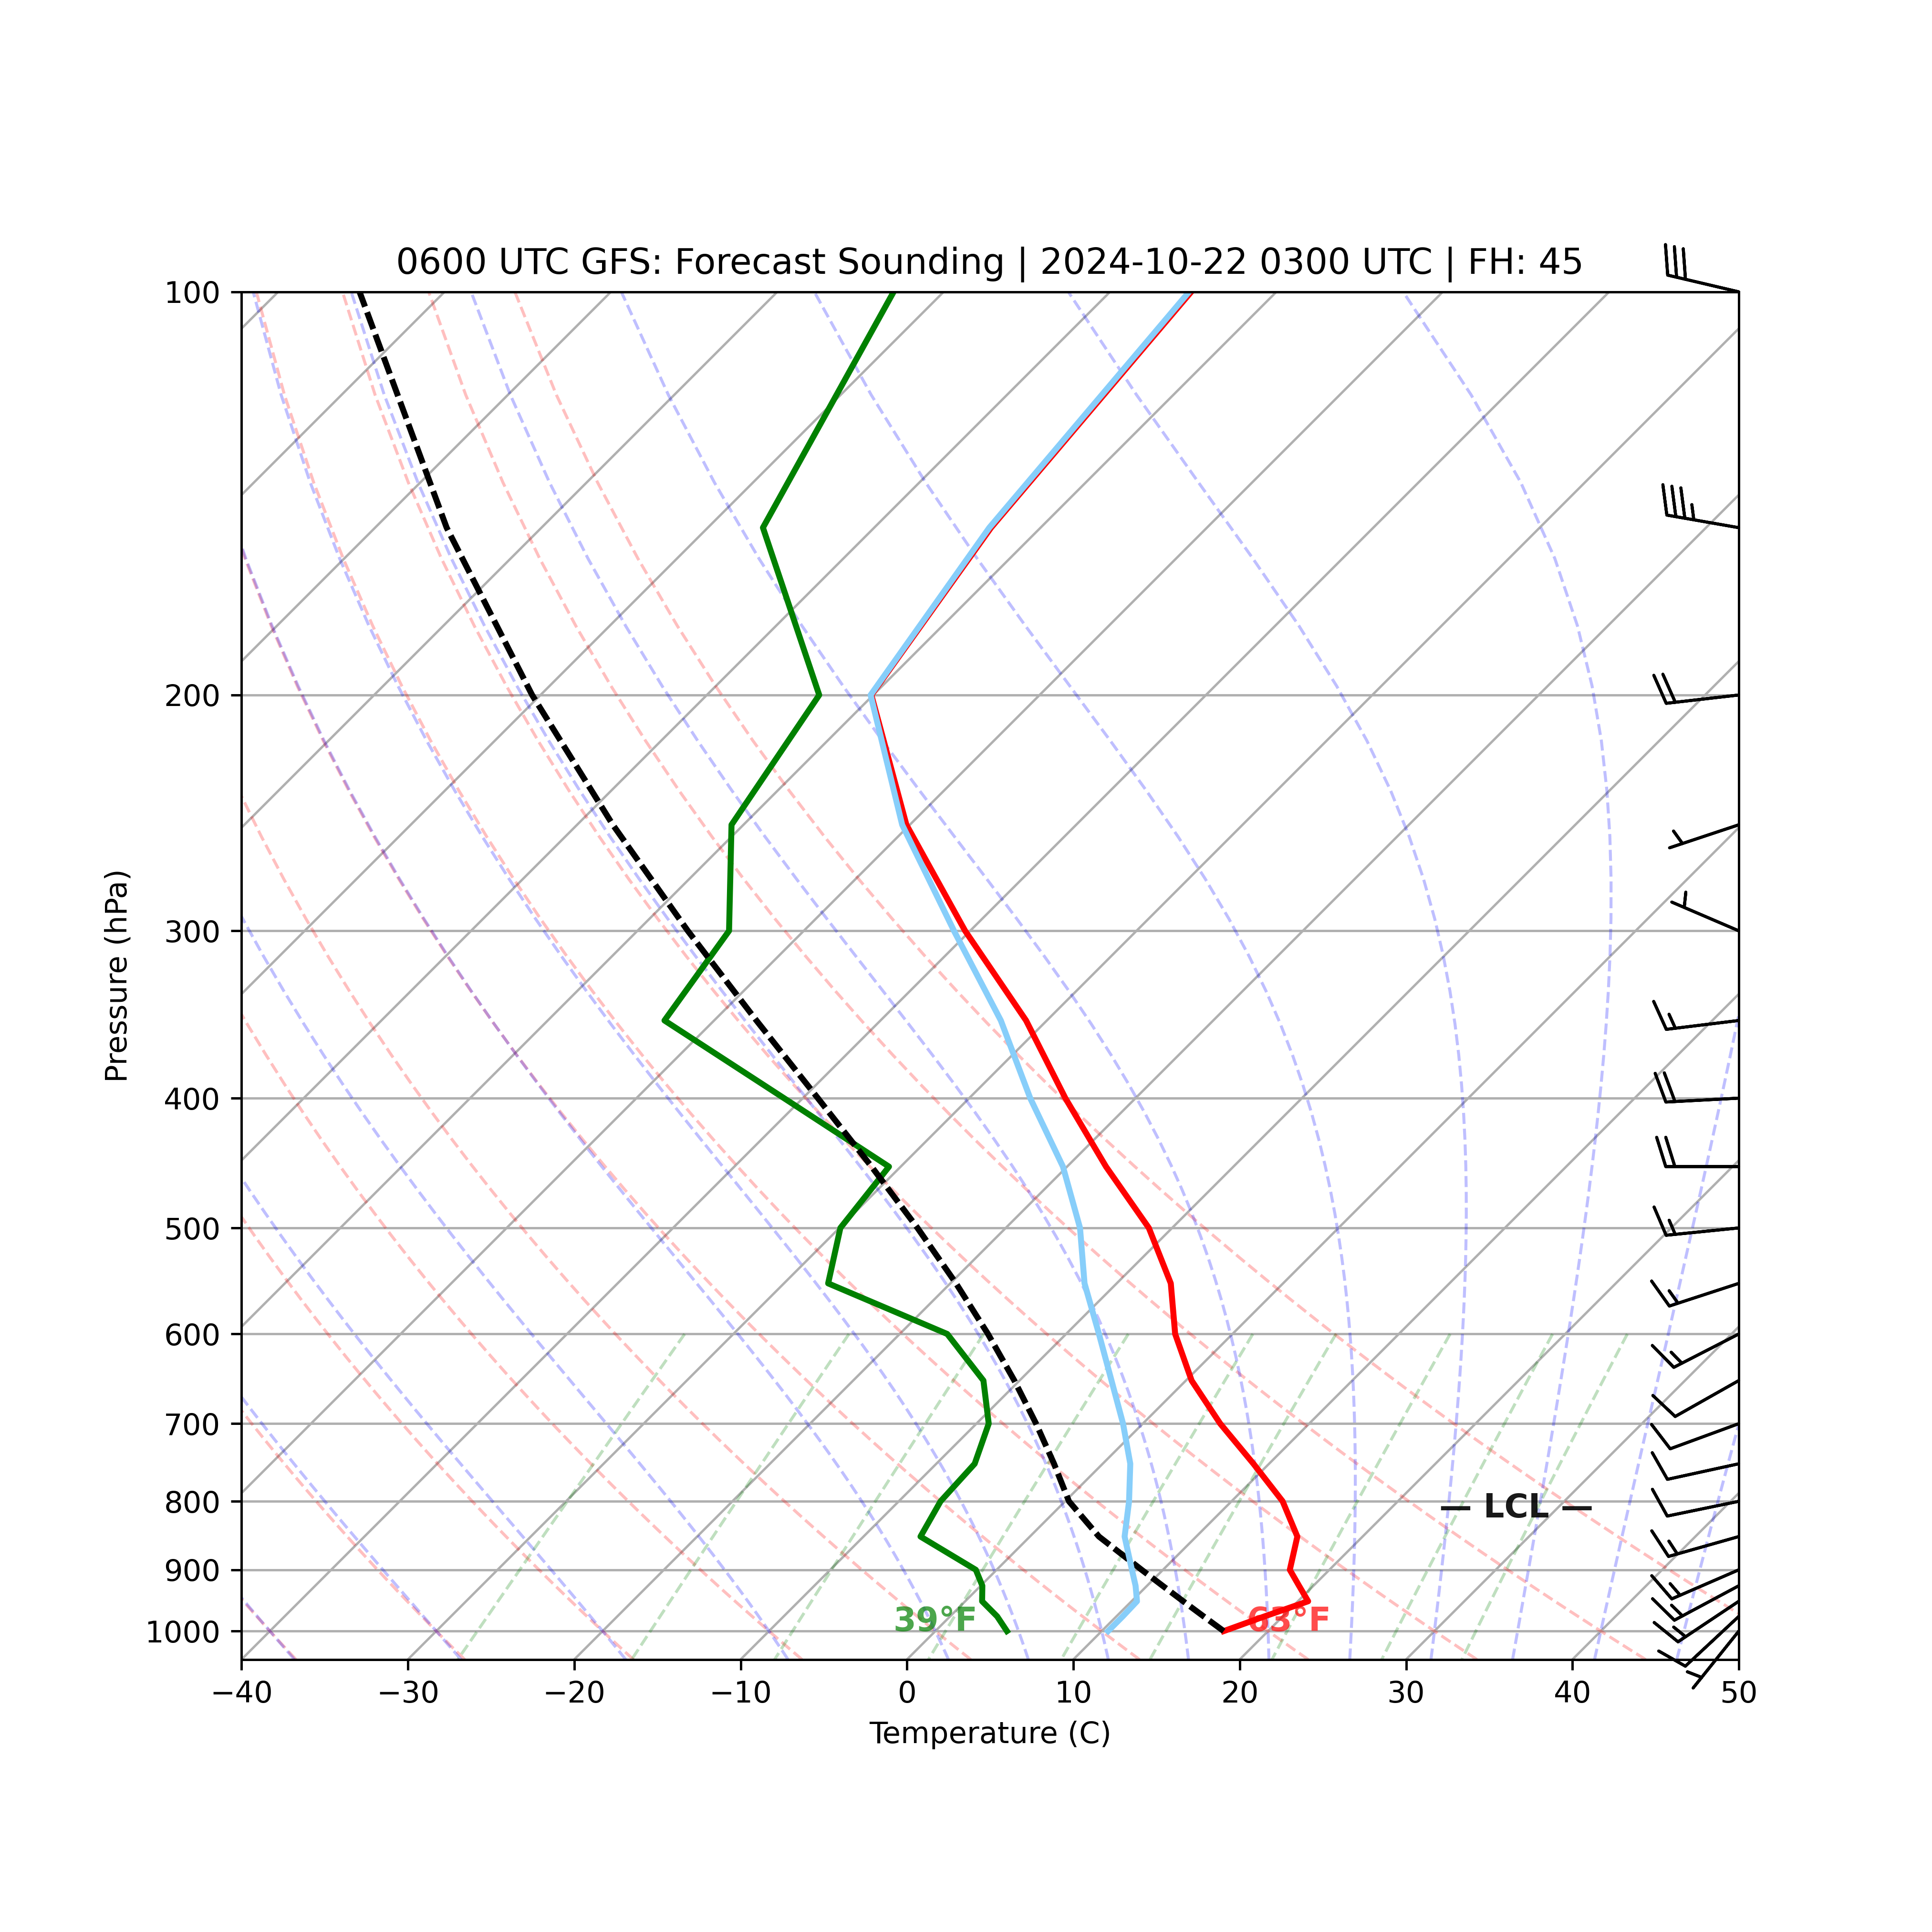 0600 UTC GFS: Forecast Sounding | 2024-10-22 0300 UTC | FH: 45
100
200
300
400
500
600
700
800
900
1000
Pressure (hPa)
— LCL —
39°F
63°F
−40 −30 −20 −10 0 10 20 30 40 50
Temperature (C)